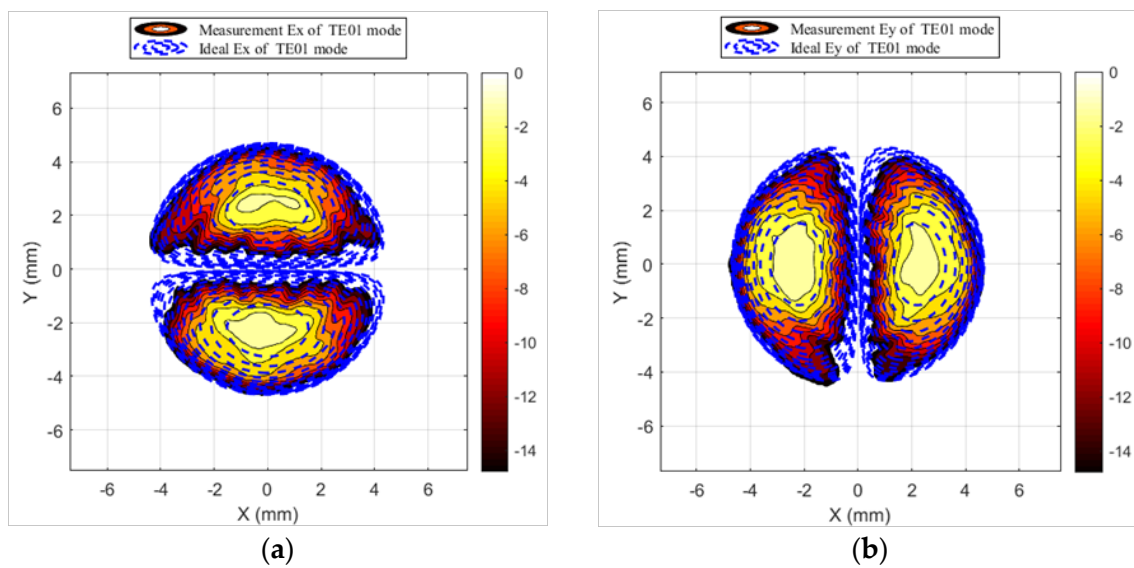 Measurement Ex of TE01 mode
Ideal Ex of TE01 mode
6
4
2
0
-2
-4
-6
Y (mm)
-6 -4 -2 0 2 4 6
X (mm)
0
-2
-4
-6
-8
-10
-12
-14
(a)
Measurement Ey of TE01 mode
Ideal Ey of TE01 mode
6
4
2
0
-2
-4
-6
Y (mm)
-6 -4 -2 0 2 4 6
X (mm)
0
-2
-4
-6
-8
-10
-12
-14
(b)